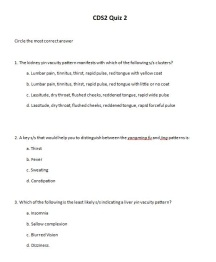 CDS2 Quiz 2
Circle the most correct answer
1. The kidney yin vacuity pattern manifests with which of the following s/s clusters?
a. Lumbar pain, tinnitus, thirst, rapid pulse, red tongue with yellow coat
b. Lumbar pain, tinnitus, thirst, rapid pulse, red tongue with little or no coat
c. Lassitude, dry throat, flushed cheeks, reddened tongue, rapid wide pulse
d. Lassitude, dry throat, flushed cheeks, reddened tongue, rapid forceful pulse
2. A key s/s that would help you to distinguish between the yangming fu and jing patterns is:
a. Thirst
b. Fever
c. Sweating
d. Constipation
3. Which of the following is the least likely s/s indicating a liver yin vacuity pattern?
a. Insomnia
b. Sallow complexion
c. Blurred Vision
d. Dizziness